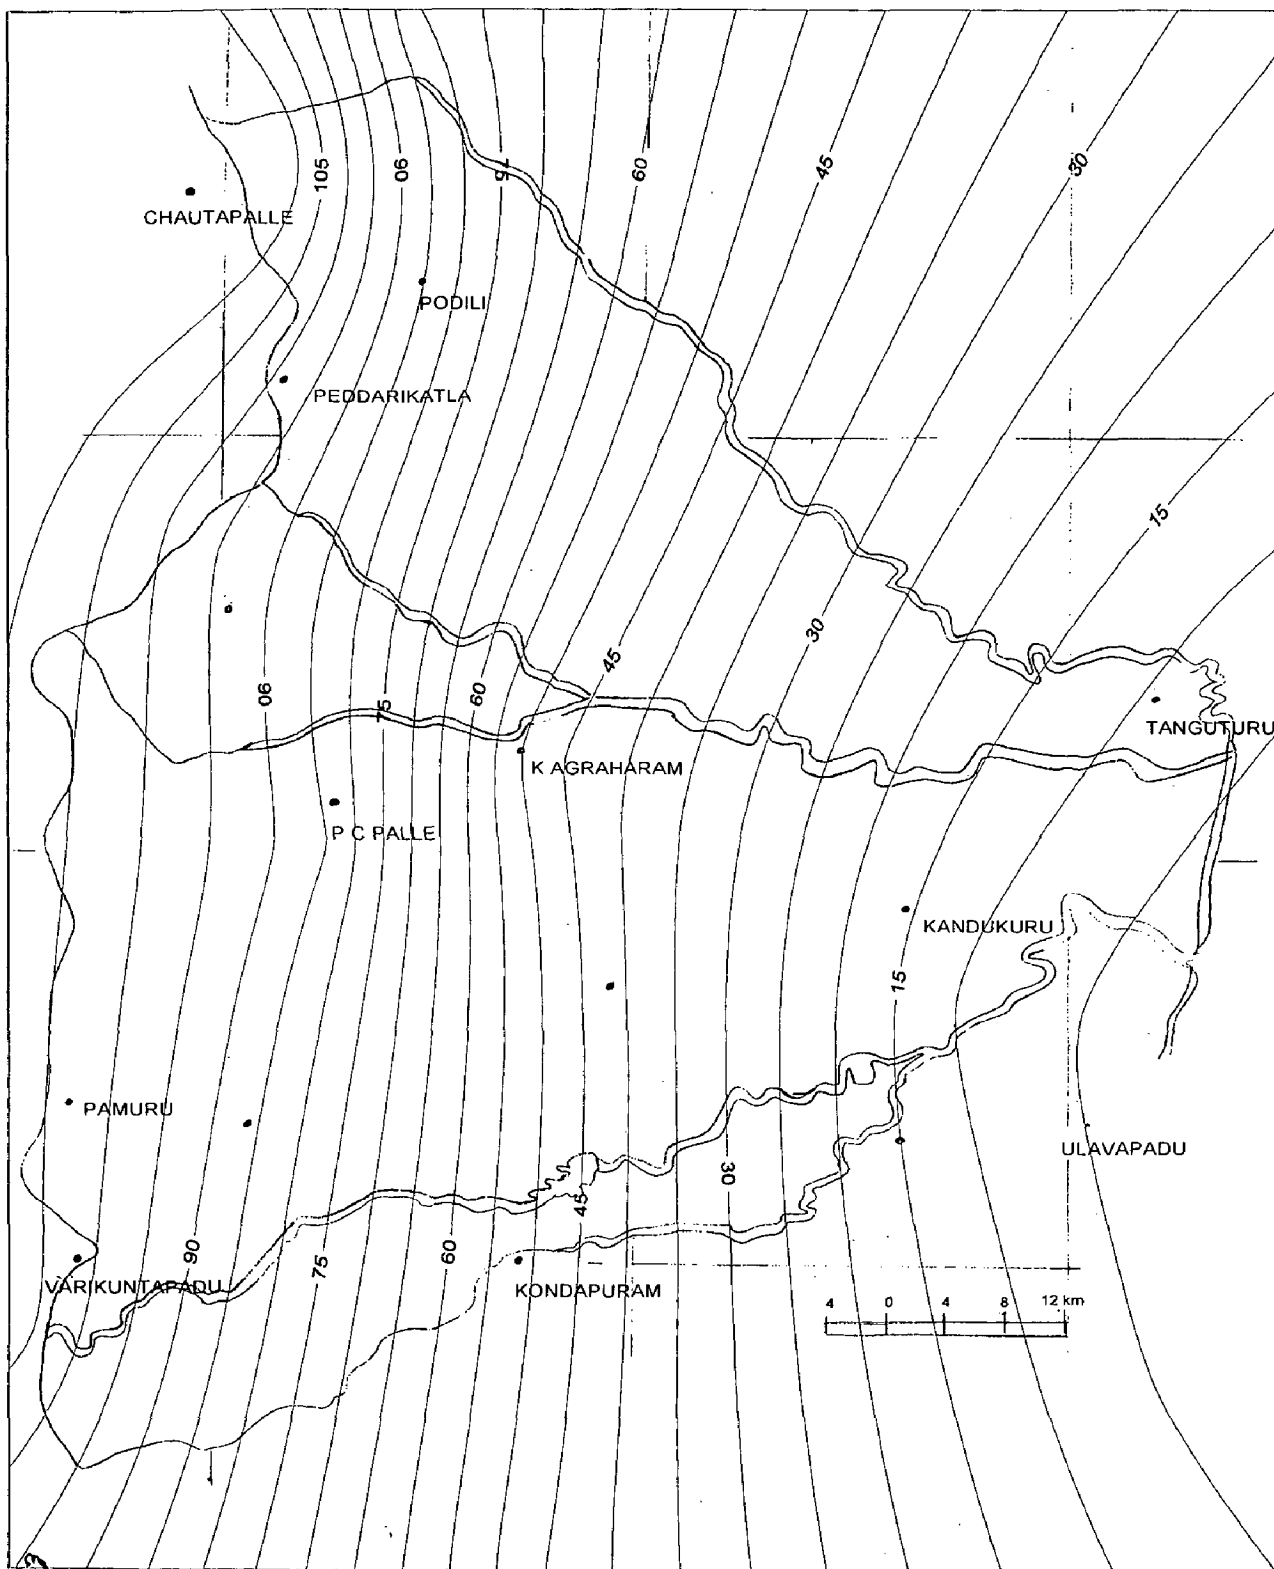 105
90
75
60
45
30
CHAUTAPALLE
PODILI
PEDDARIKATLA
15
30
45
60
75
90
TANGUTURU
K AGRAHARAM
P C PALLE
KANDUKURU
15
PAMURU
ULAVAPADU
30
45
60
75
90
VARIKUNTAPADU
KONDAPURAM
4 0 4 8 12 km